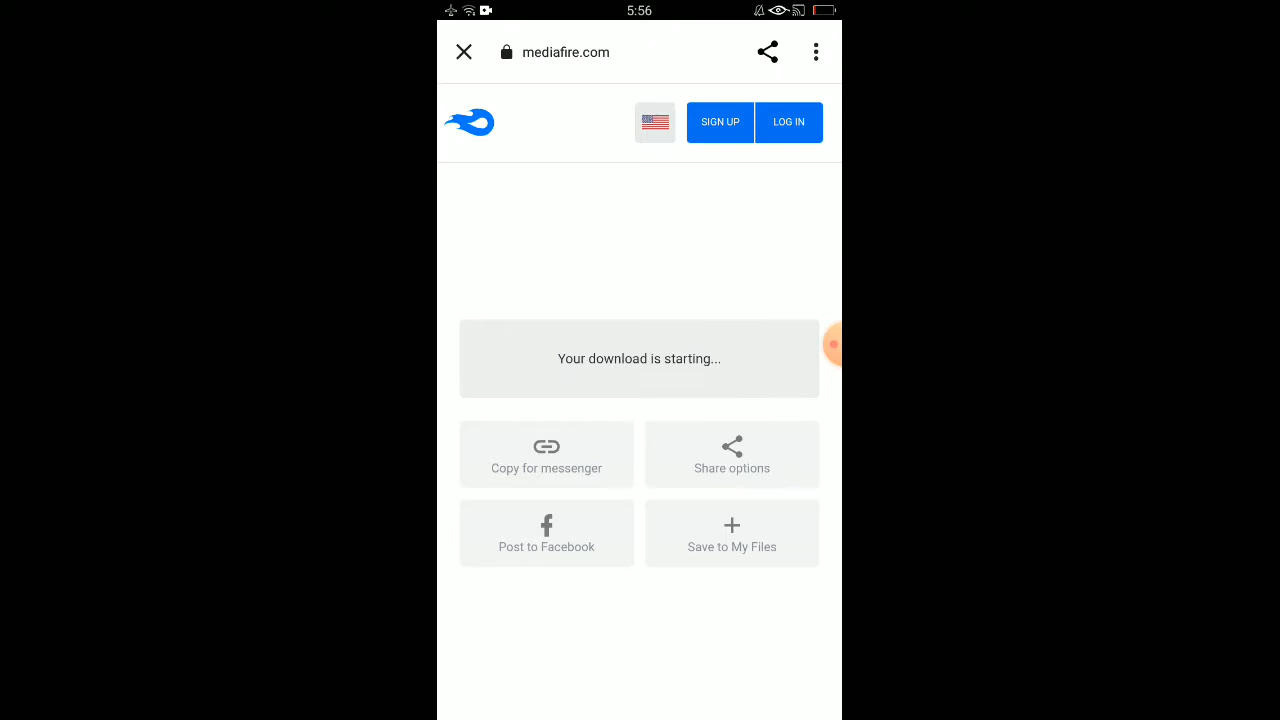 5:56
mediafire.com
SIGN UP
LOG IN
Your download is starting...
Copy for messenger
Share options
Post to Facebook
Save to My Files